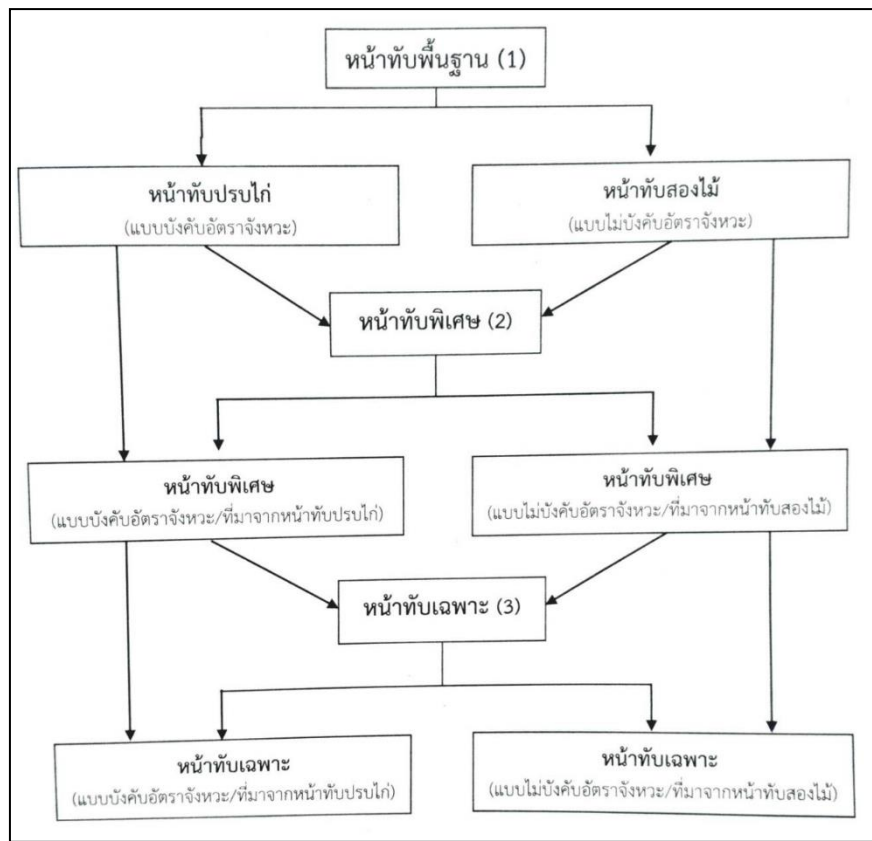 หน้าทับพื้นฐาน (1)
หน้าทับปรบไก่
(แบบบังคับอัตราจังหวะ)
หน้าทับสองไม้
(แบบไม่บังคับอัตราจังหวะ)
หน้าทับพิเศษ (2)
หน้าทับพิเศษ
(แบบบังคับอัตราจังหวะ/ที่มาจากหน้าทับปรบไก่)
หน้าทับพิเศษ
(แบบไม่บังคับอัตราจังหวะ/ที่มาจากหน้าทับสองไม้)
หน้าทับเฉพาะ (3)
หน้าทับเฉพาะ
(แบบบังคับอัตราจังหวะ/ที่มาจากหน้าทับปรบไก่)
หน้าทับเฉพาะ
(แบบไม่บังคับอัตราจังหวะ/ที่มาจากหน้าทับสองไม้)